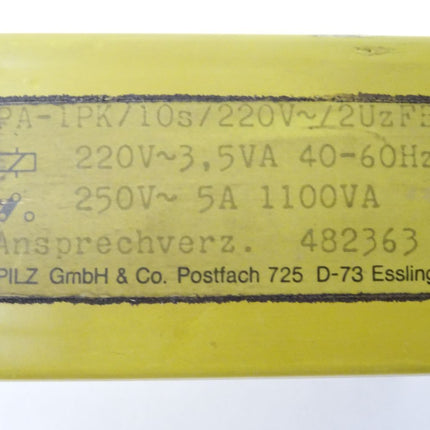 PA-1PK/10s/220V~/2UzFE
220V~3,5VA 40-60Hz
250V~ 5A 1100VA
Ansprechverz. 482363
PILZ GmbH & Co. Postfach 725 D-73 Essling